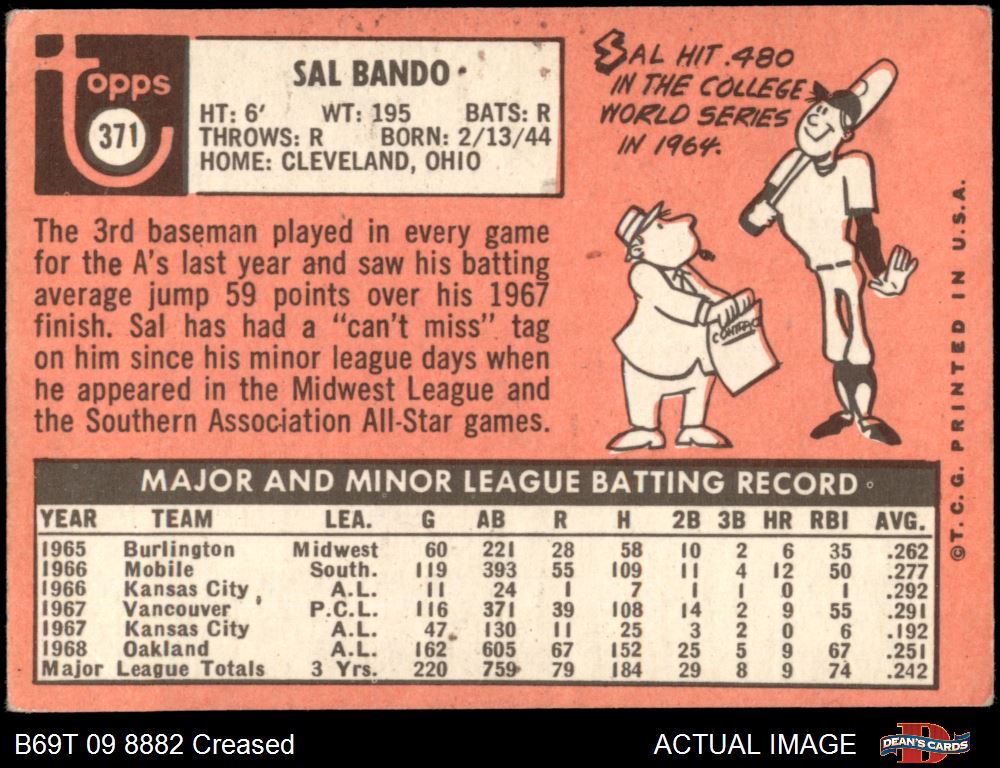 Topps
371
SAL BANDO
HT: 6' WT: 195 BATS: R
THROWS: R BORN: 2/13/44
HOME: CLEVELAND, OHIO
SAL HIT .480
IN THE COLLEGE
WORLD SERIES
IN 1964.
CONTRACT
The 3rd baseman played in every game
for the A's last year and saw his batting
average jump 59 points over his 1967
finish. Sal has had a "can't miss" tag
on him since his minor league days when
he appeared in the Midwest League and
the Southern Association All-Star games.
©T.C.G. PRINTED IN U.S.A.
MAJOR AND MINOR LEAGUE BATTING RECORD
YEAR TEAM LEA. G AB R H 2B 3B HR RBI AVG.
1965 Burlington Midwest 60 221 28 58 10 2 6 35 .262
1966 Mobile South. 119 393 55 109 11 4 12 50 .277
1966 Kansas City A.L. 11 24 1 7 1 1 0 1 .292
1967 Vancouver P.C.L. 116 371 39 108 14 2 9 55 .291
1967 Kansas City A.L. 47 130 11 25 3 2 0 6 .192
1968 Oakland A.L. 162 605 67 152 25 5 9 67 .251
Major League Totals 3 Yrs. 220 759 79 184 29 8 9 74 .242
B69T 09 8882 Creased
ACTUAL IMAGE
DEAN'S CARDS